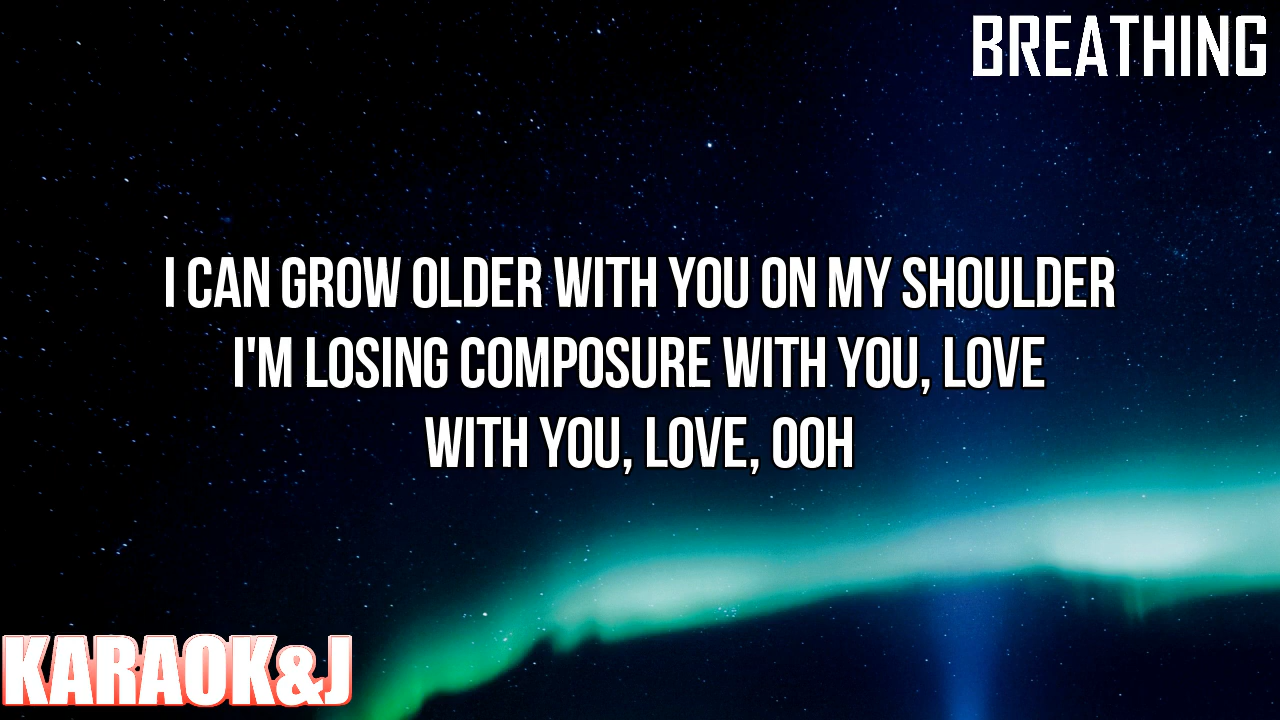 BREATHING
I CAN GROW OLDER WITH YOU ON MY SHOULDER
I'M LOSING COMPOSURE WITH YOU, LOVE
WITH YOU, LOVE, OOH
KARAOK&J